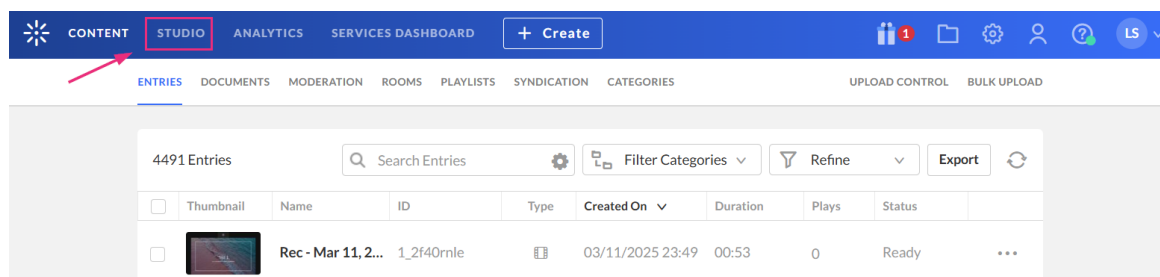 CONTENT STUDIO ANALYTICS SERVICES DASHBOARD + Create 1 LS
ENTRIES DOCUMENTS MODERATION ROOMS PLAYLISTS SYNDICATION CATEGORIES UPLOAD CONTROL BULK UPLOAD
4491 Entries Search Entries Filter Categories Refine Export
Thumbnail Name ID Type Created On Duration Plays Status
Rec - Mar 11, 2... 1_2f40rnle 03/11/2025 23:49 00:53 0 Ready